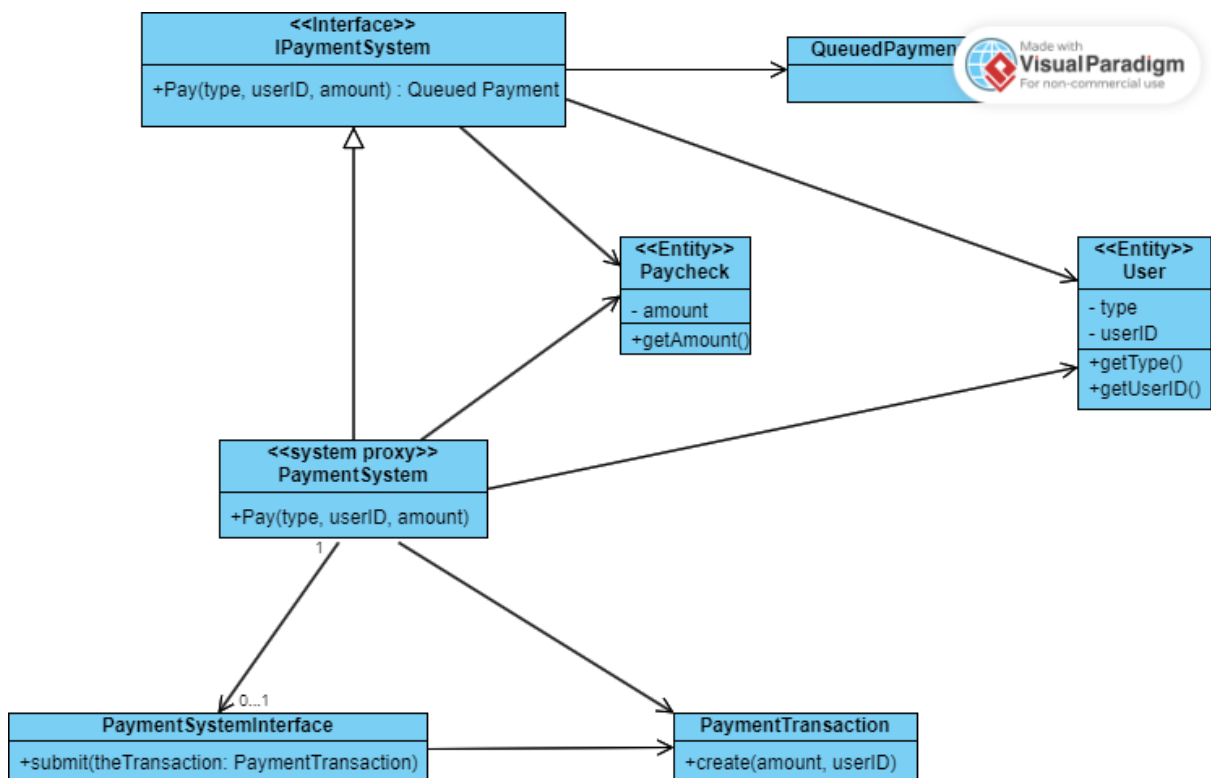 <<Interface>>
IPaymentSystem
+Pay(type, userID, amount) : Queued Payment
QueuedPaymen
Made with
VisualParadigm
For non-commercial use
<<Entity>>
Paycheck
- amount
+getAmount()
<<Entity>>
User
- type
- userID
+getType()
+getUserID()
<<system proxy>>
PaymentSystem
+Pay(type, userID, amount)
1
0...1
PaymentSystemInterface
+submit(theTransaction: PaymentTransaction)
PaymentTransaction
+create(amount, userID)